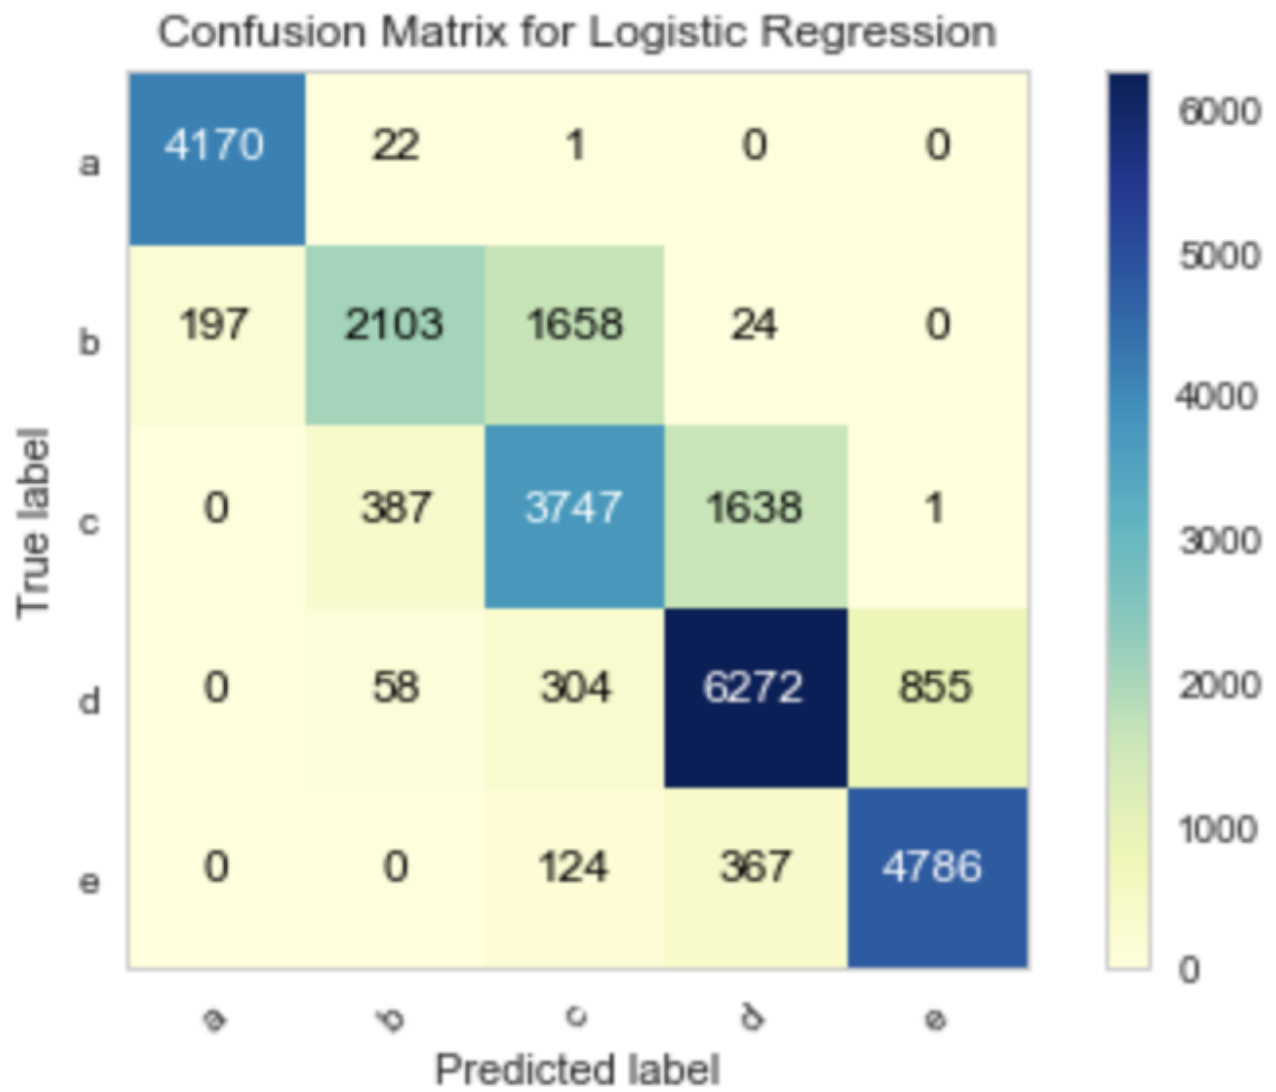 Confusion Matrix for Logistic Regression
a 4170 22 1 0 0
b 197 2103 1658 24 0
c 0 387 3747 1638 1
d 0 58 304 6272 855
e 0 0 124 367 4786
a b c d e
Predicted label
True label
6000
5000
4000
3000
2000
1000
0